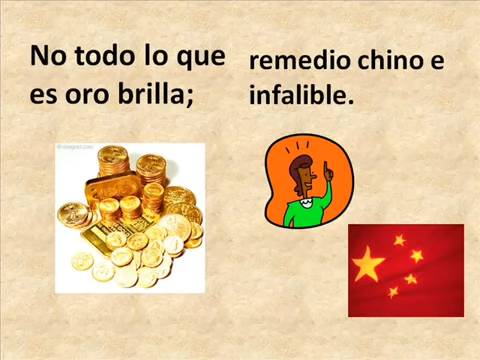 No todo lo que
es oro brilla;
remedio chino e
infalible.